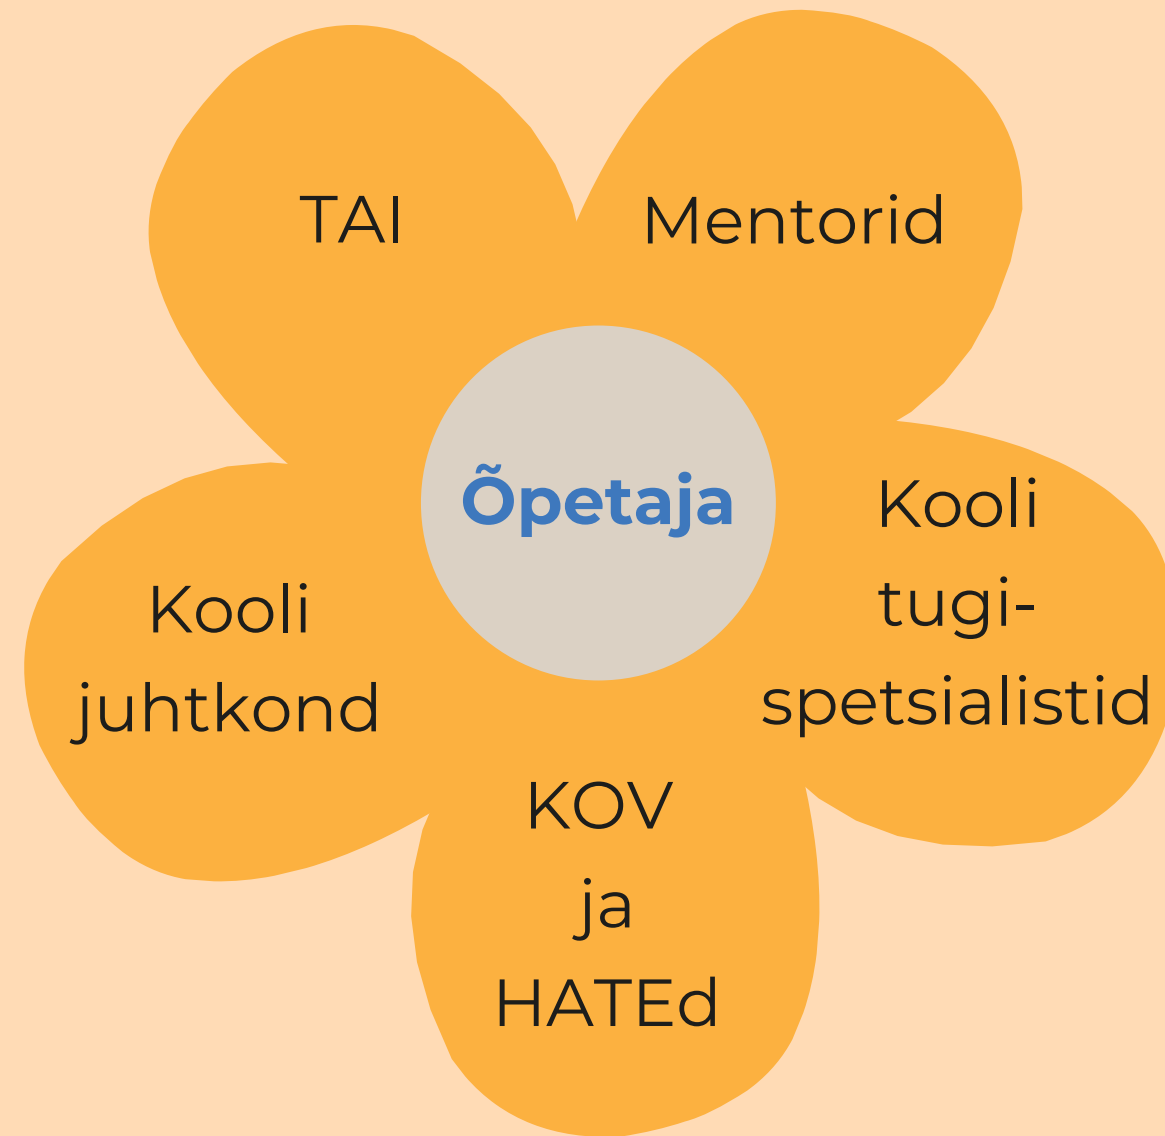 TAI
Mentorid
Õpetaja
Kooli
tugi-
spetsialistid
Kooli
juhtkond
KOV
ja
HATEd